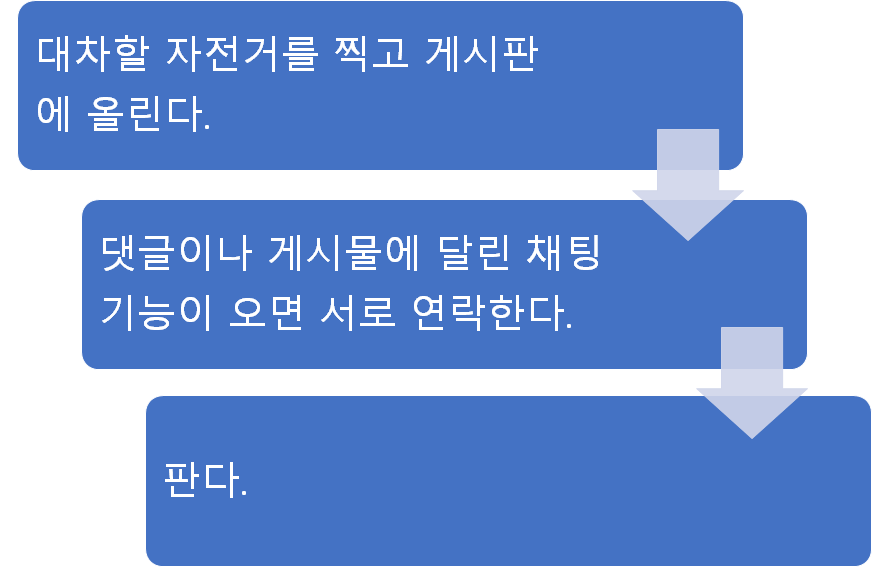 대차할 자전거를 찍고 게시판
에 올린다.
댓글이나 게시물에 달린 채팅
기능이 오면 서로 연락한다.
판다.